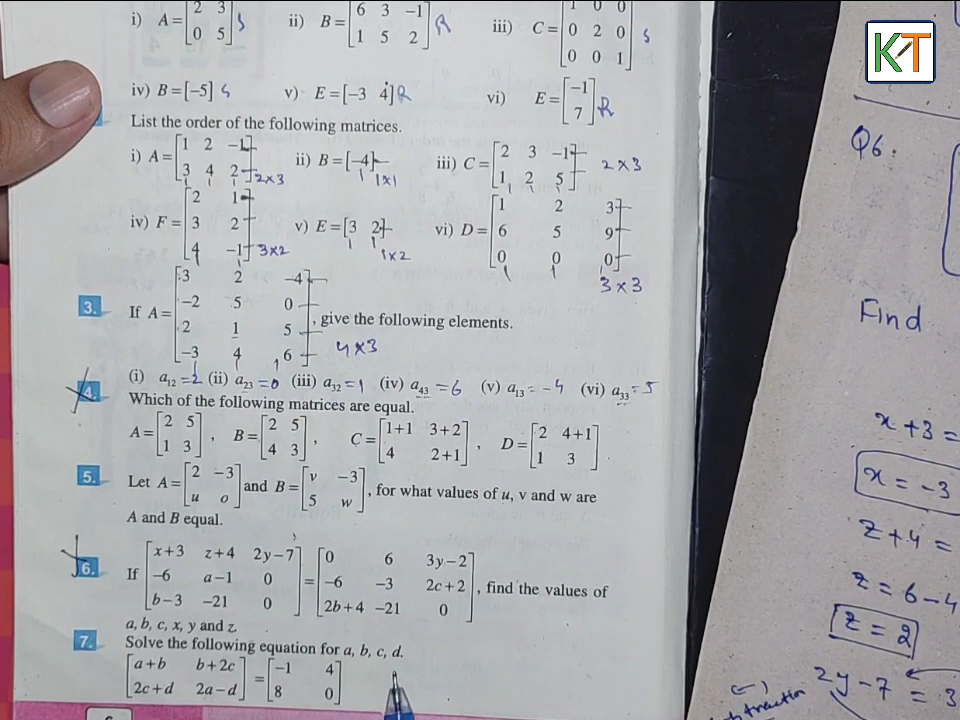 KT
i) A = [2 3; 0 5] S ii) B = [6 3 -1; 1 5 2] R iii) C = [1 0 0; 0 2 0; 0 0 1] S
iv) B = [-5] S v) E = [-3 4] R vi) E = [-1; 7] R
List the order of the following matrices.
i) A = [1 2 -1; 3 4 2] 2×3 ii) B = [-4] 1×1 iii) C = [2 3 -1; 1 2 5] 2×3
iv) F = [2 1; 3 2; 4 -1] 3×2 v) E = [3 2] 1×2 vi) D = [1 2 3; 6 5 9; 0 0 0] 3×3
3. If A = [3 2 -4; -2 5 0; 2 1 5; -3 4 6], give the following elements. 4×3
(i) a12 =2 (ii) a23 =0 (iii) a32 =1 (iv) a43 =6 (v) a13 =-4 (vi) a33 =5
4. Which of the following matrices are equal.
A = [2 5; 1 3], B = [2 5; 4 3], C = [1+1 3+2; 4 2+1], D = [2 4+1; 1 3].
5. Let A = [2 -3; u o] and B = [v -3; 5 w], for what values of u, v and w are
A and B equal.
6. If [x+3 z+4 2y-7; -6 a-1 0; b-3 -21 0] = [0 6 3y-2; -6 -3 2c+2; 2b+4 -21 0], find the values of
a, b, c, x, y and z.
7. Solve the following equation for a, b, c, d.
[a+b b+2c; 2c+d 2a-d] = [-1 4; 8 0]
Q6.
Find
x+3 =
x = -3
z+4 =
z = 6-4
z = 2
2y-7 = 3
(-)